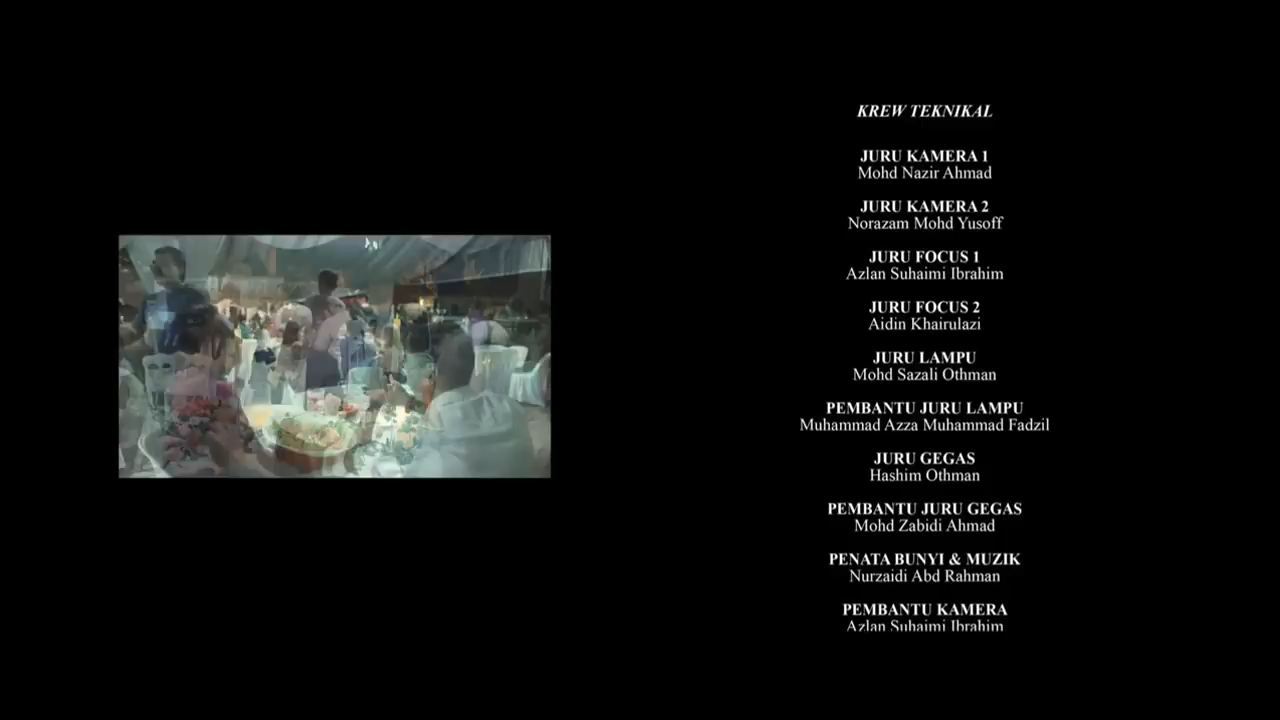 KREW TEKNIKAL
JURU KAMERA 1
Mohd Nazir Ahmad
JURU KAMERA 2
Norazam Mohd Yusoff
JURU FOCUS 1
Azlan Suhaimi Ibrahim
JURU FOCUS 2
Aidin Khairulazi
JURU LAMPU
Mohd Sazali Othman
PEMBANTU JURU LAMPU
Muhammad Azza Muhammad Fadzil
JURU GEGAS
Hashim Othman
PEMBANTU JURU GEGAS
Mohd Zabidi Ahmad
PENATA BUNYI & MUZIK
Nurzaidi Abd Rahman
PEMBANTU KAMERA
Azlan Suhaimi Ibrahim